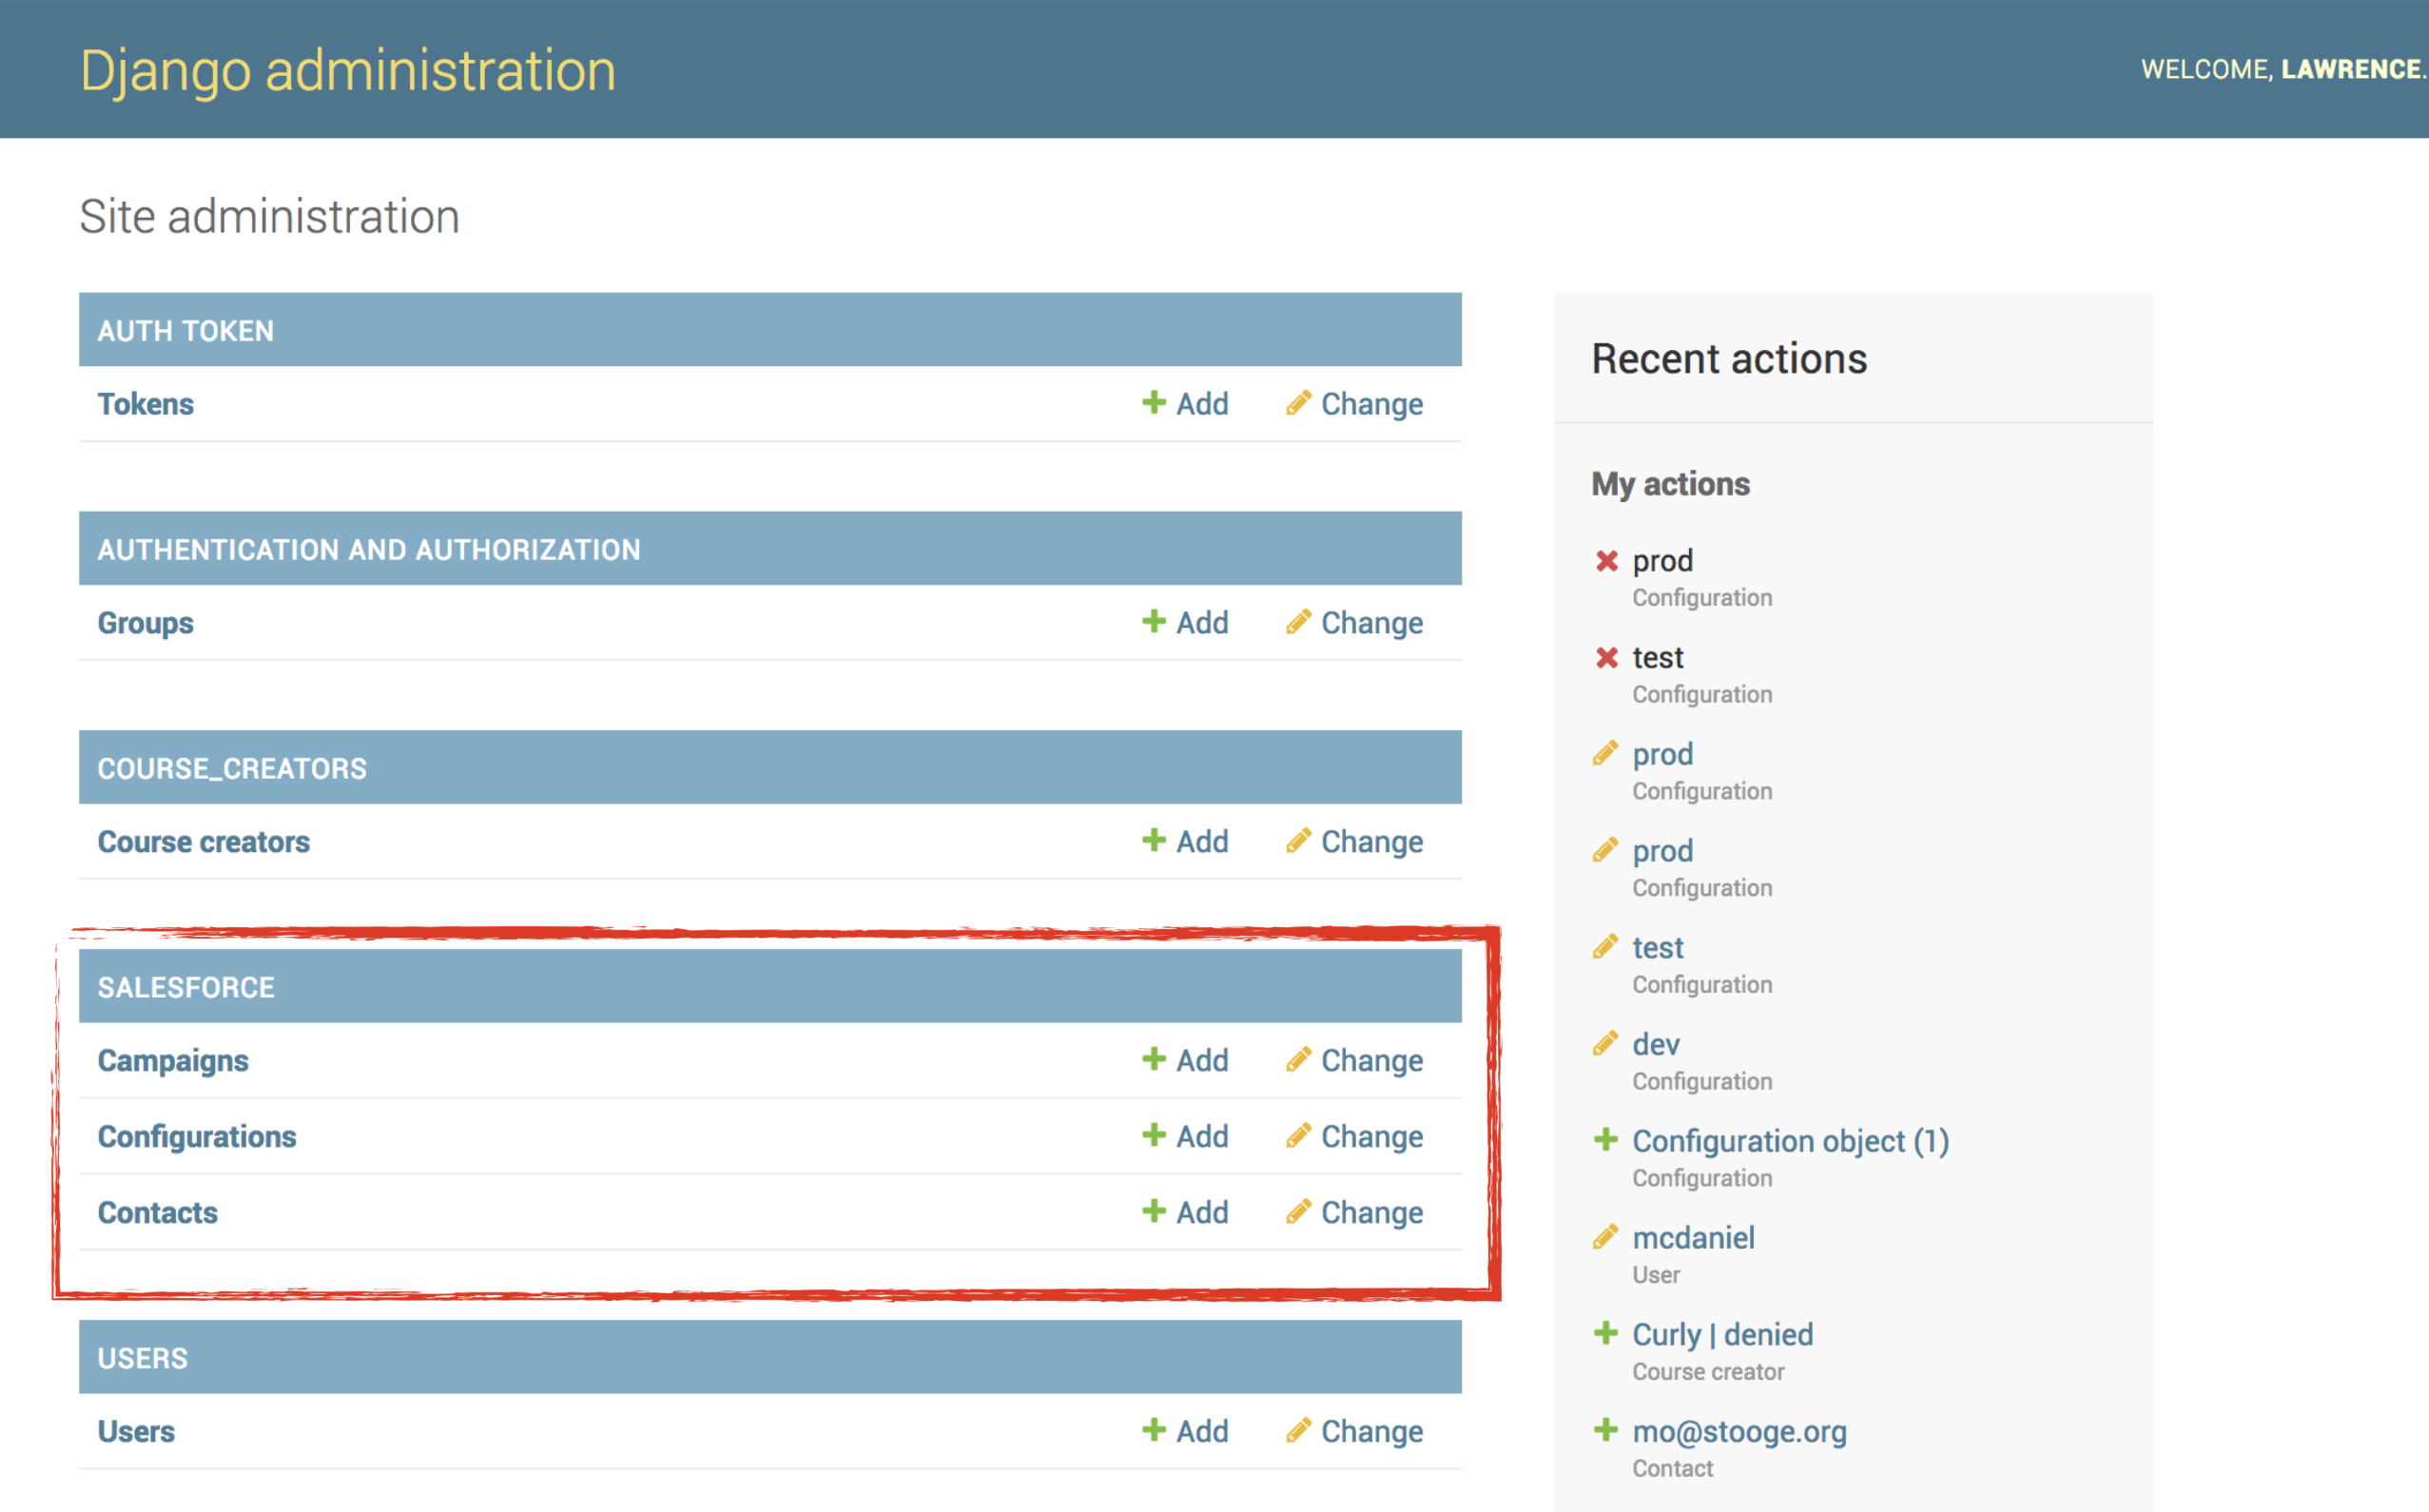 Django administration
WELCOME, LAWRENCE.
Site administration
AUTH TOKEN
Tokens Add Change
AUTHENTICATION AND AUTHORIZATION
Groups Add Change
COURSE_CREATORS
Course creators Add Change
SALESFORCE
Campaigns Add Change
Configurations Add Change
Contacts Add Change
USERS
Users Add Change
Recent actions
My actions
prod
Configuration
test
Configuration
prod
Configuration
prod
Configuration
test
Configuration
dev
Configuration
Configuration object (1)
Configuration
mcdaniel
User
Curly | denied
Course creator
mo@stooge.org
Contact